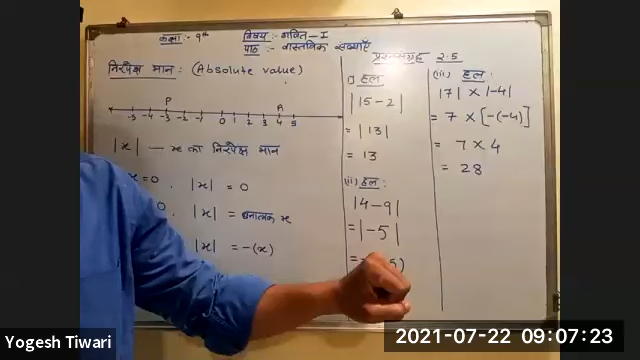 कक्षा :- 9th विषय :- गणित - I
पाठ :- वास्तविक संख्याएँ
निरपेक्ष मान : (Absolute value)
P A
-5 -4 -3 -2 -1 0 1 2 3 4 5
|x| — x का निरपेक्ष मान
x = 0 . |x| = 0
|x| = धनात्मक x
|x| = -(x)
प्रश्नसंग्रह 2.5
i) हल
|15 - 2|
= |13|
= 13
(ii) हल:
|4 - 9|
= |-5|
(iii) हल :
|7| × |-4|
= 7 × [-(-4)]
= 7 × 4
= 28
Yogesh Tiwari
2021-07-22 09:07:23